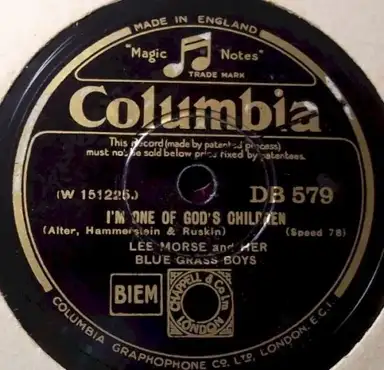 MADE IN ENGLAND
"Magic Notes"
TRADE MARK
Columbia
This record (made by patented process)
must not be sold below price fixed by patentees.
(W 151225.) DB 579
I'M ONE OF GOD'S CHILDREN
(Alter, Hammerstein & Ruskin) (Speed 78)
LEE MORSE and HER
BLUE GRASS BOYS
BIEM
CHAPPELL & Co Ltd
LONDON
COLUMBIA GRAPHOPHONE CO. LTD, LONDON. E.C.1.